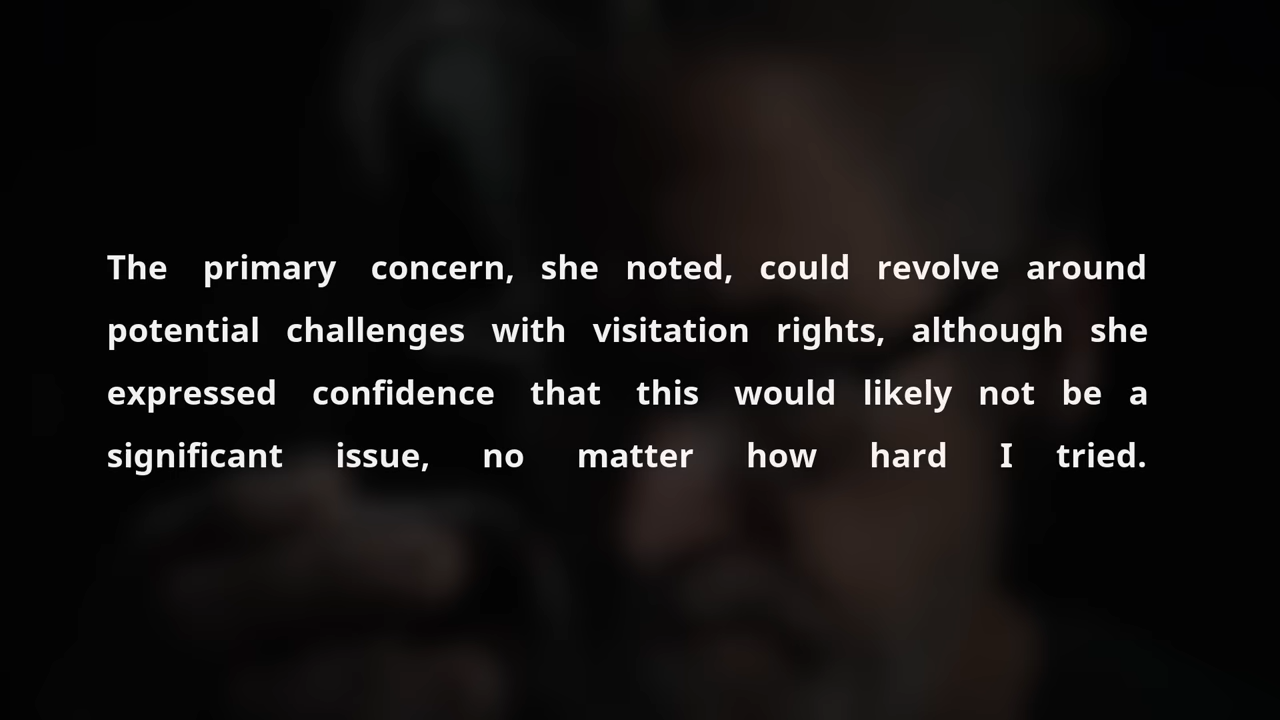 The primary concern, she noted, could revolve around
potential challenges with visitation rights, although she
expressed confidence that this would likely not be a
significant issue, no matter how hard I tried.